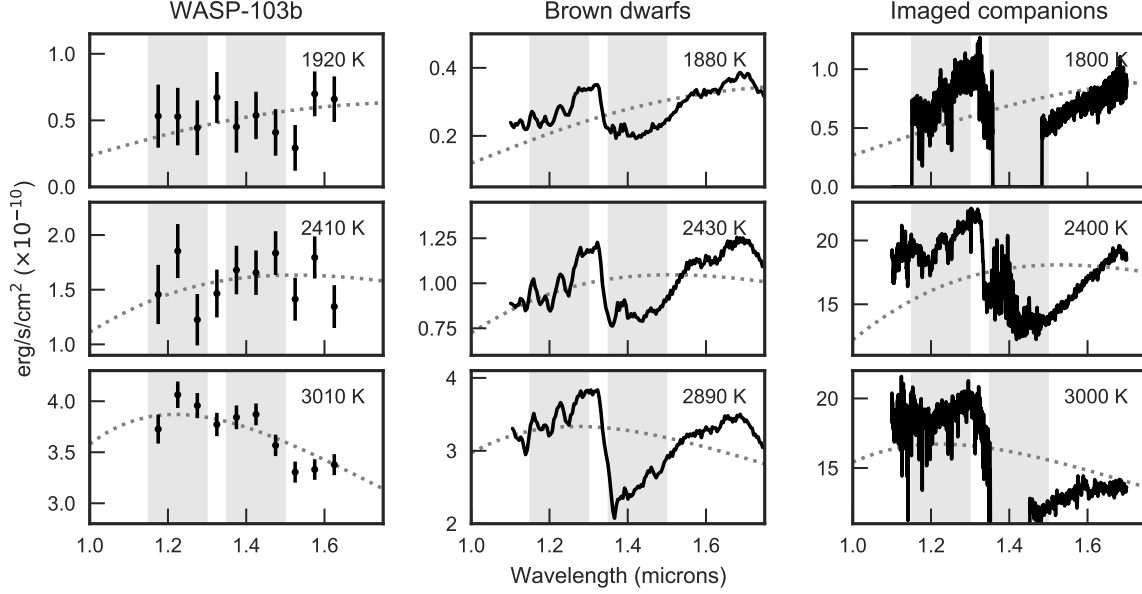 WASP-103b Brown dwarfs Imaged companions
erg/s/cm² (×10⁻¹⁰)
1.0 0.5 0.0 1920 K
0.4 0.2 1880 K
1.0 0.5 0.0 1800 K
2.0 1.5 1.0 2410 K
1.25 1.00 0.75 2430 K
20 15 2400 K
4.0 3.5 3.0 3010 K
4 3 2 2890 K
20 15 3000 K
1.0 1.2 1.4 1.6 1.0 1.2 1.4 1.6 1.0 1.2 1.4 1.6
Wavelength (microns)